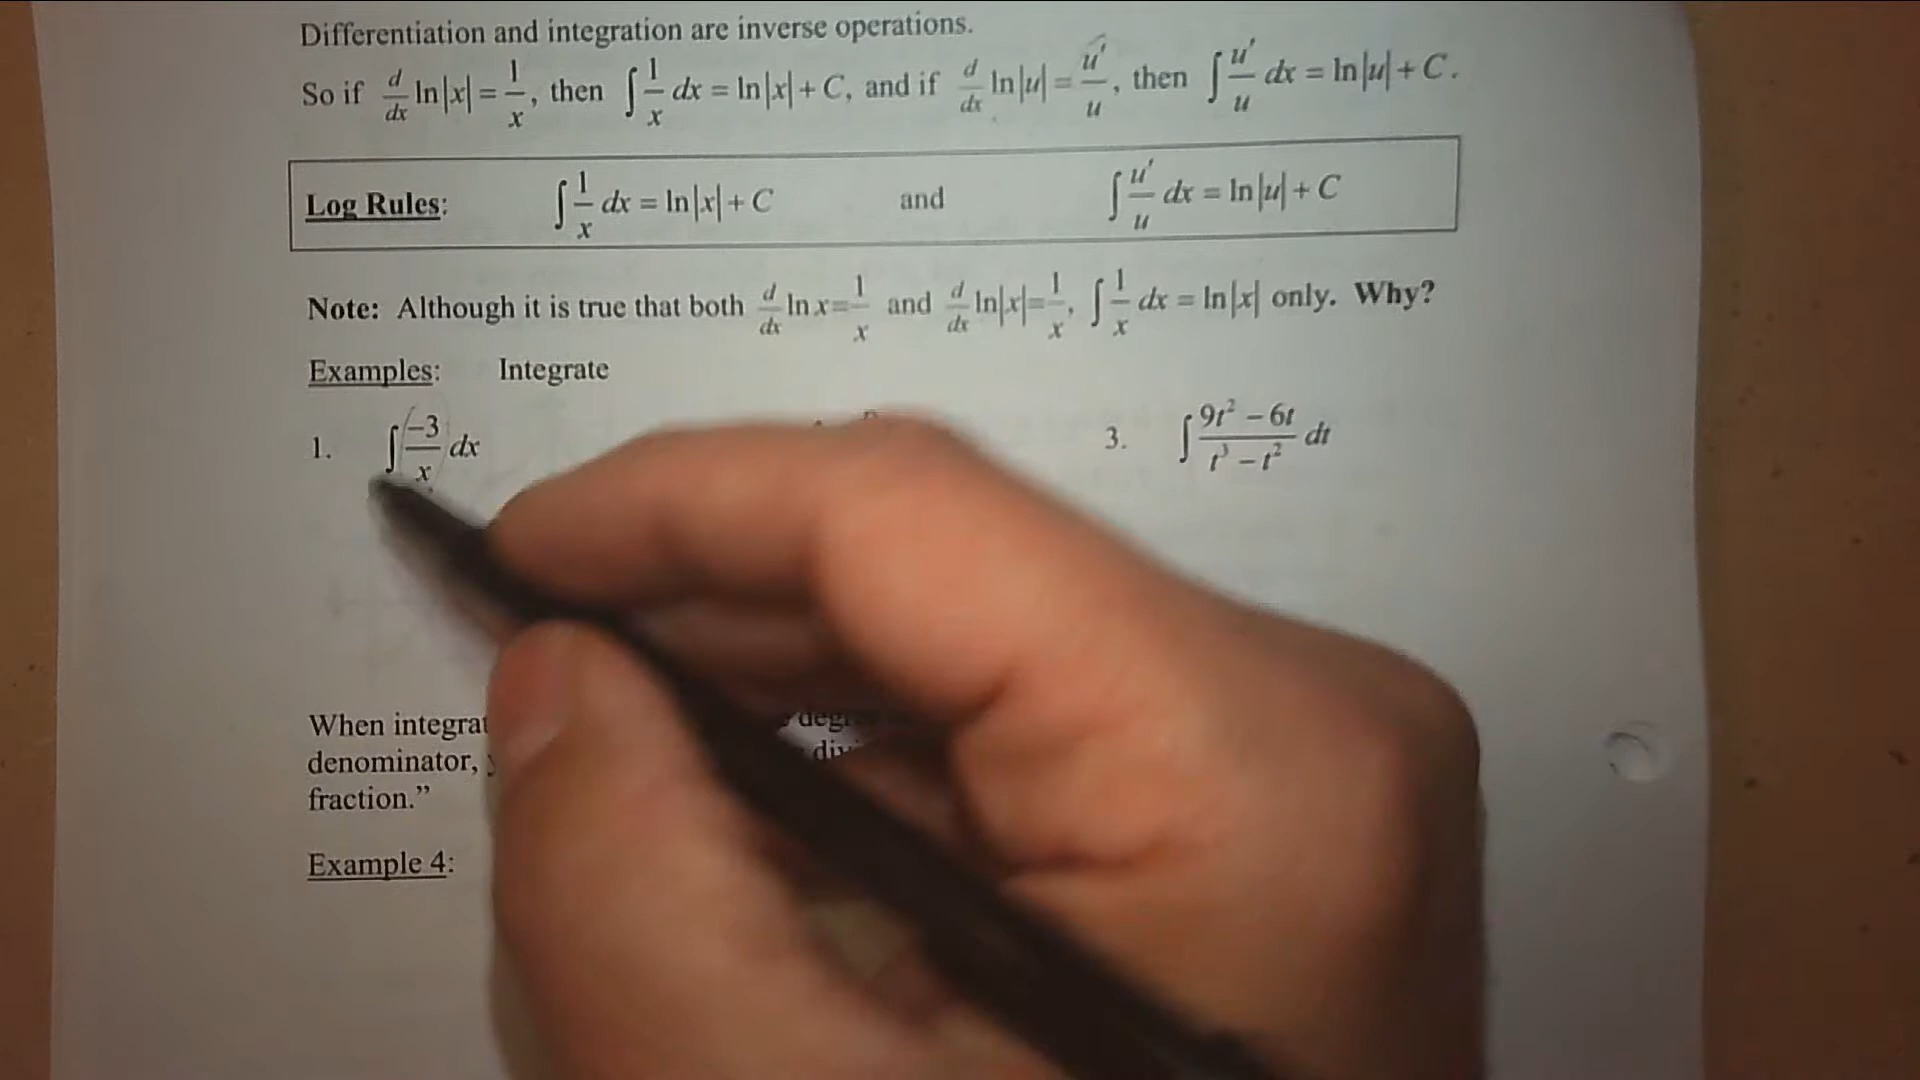 Differentiation and integration are inverse operations.
So if d/dx ln|x| = 1/x, then ∫ 1/x dx = ln|x| + C, and if d/dx ln|u| = u'/u, then ∫ u'/u dx = ln|u| + C.
Log Rules: ∫ 1/x dx = ln|x| + C and ∫ u'/u dx = ln|u| + C
Note: Although it is true that both d/dx ln x = 1/x and d/dx ln|x| = 1/x, ∫ 1/x dx = ln|x| only. Why?
Examples: Integrate
1. ∫ -3/x dx
3. ∫ (9t² - 6t)/(t³ - t²) dt
When
denominator,
fraction.”
Example 4: